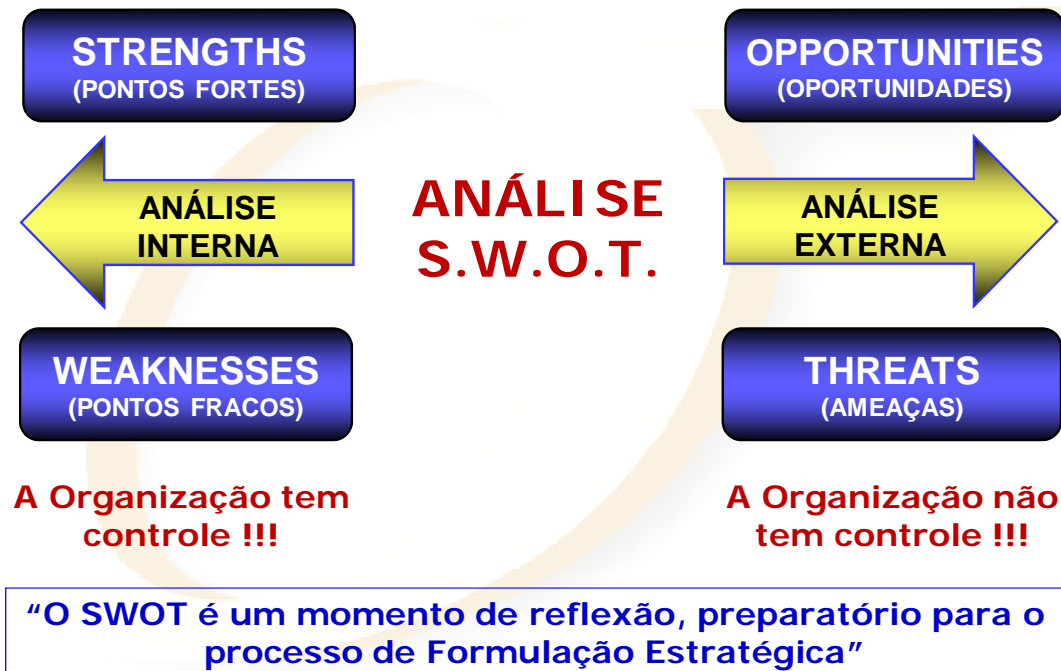 STRENGTHS
(PONTOS FORTES)
OPPORTUNITIES
(OPORTUNIDADES)
ANÁLISE
INTERNA
ANÁLISE
S.W.O.T.
ANÁLISE
EXTERNA
WEAKNESSES
(PONTOS FRACOS)
THREATS
(AMEAÇAS)
A Organização tem
controle !!!
A Organização não
tem controle !!!
“O SWOT é um momento de reflexão, preparatório para o
processo de Formulação Estratégica”